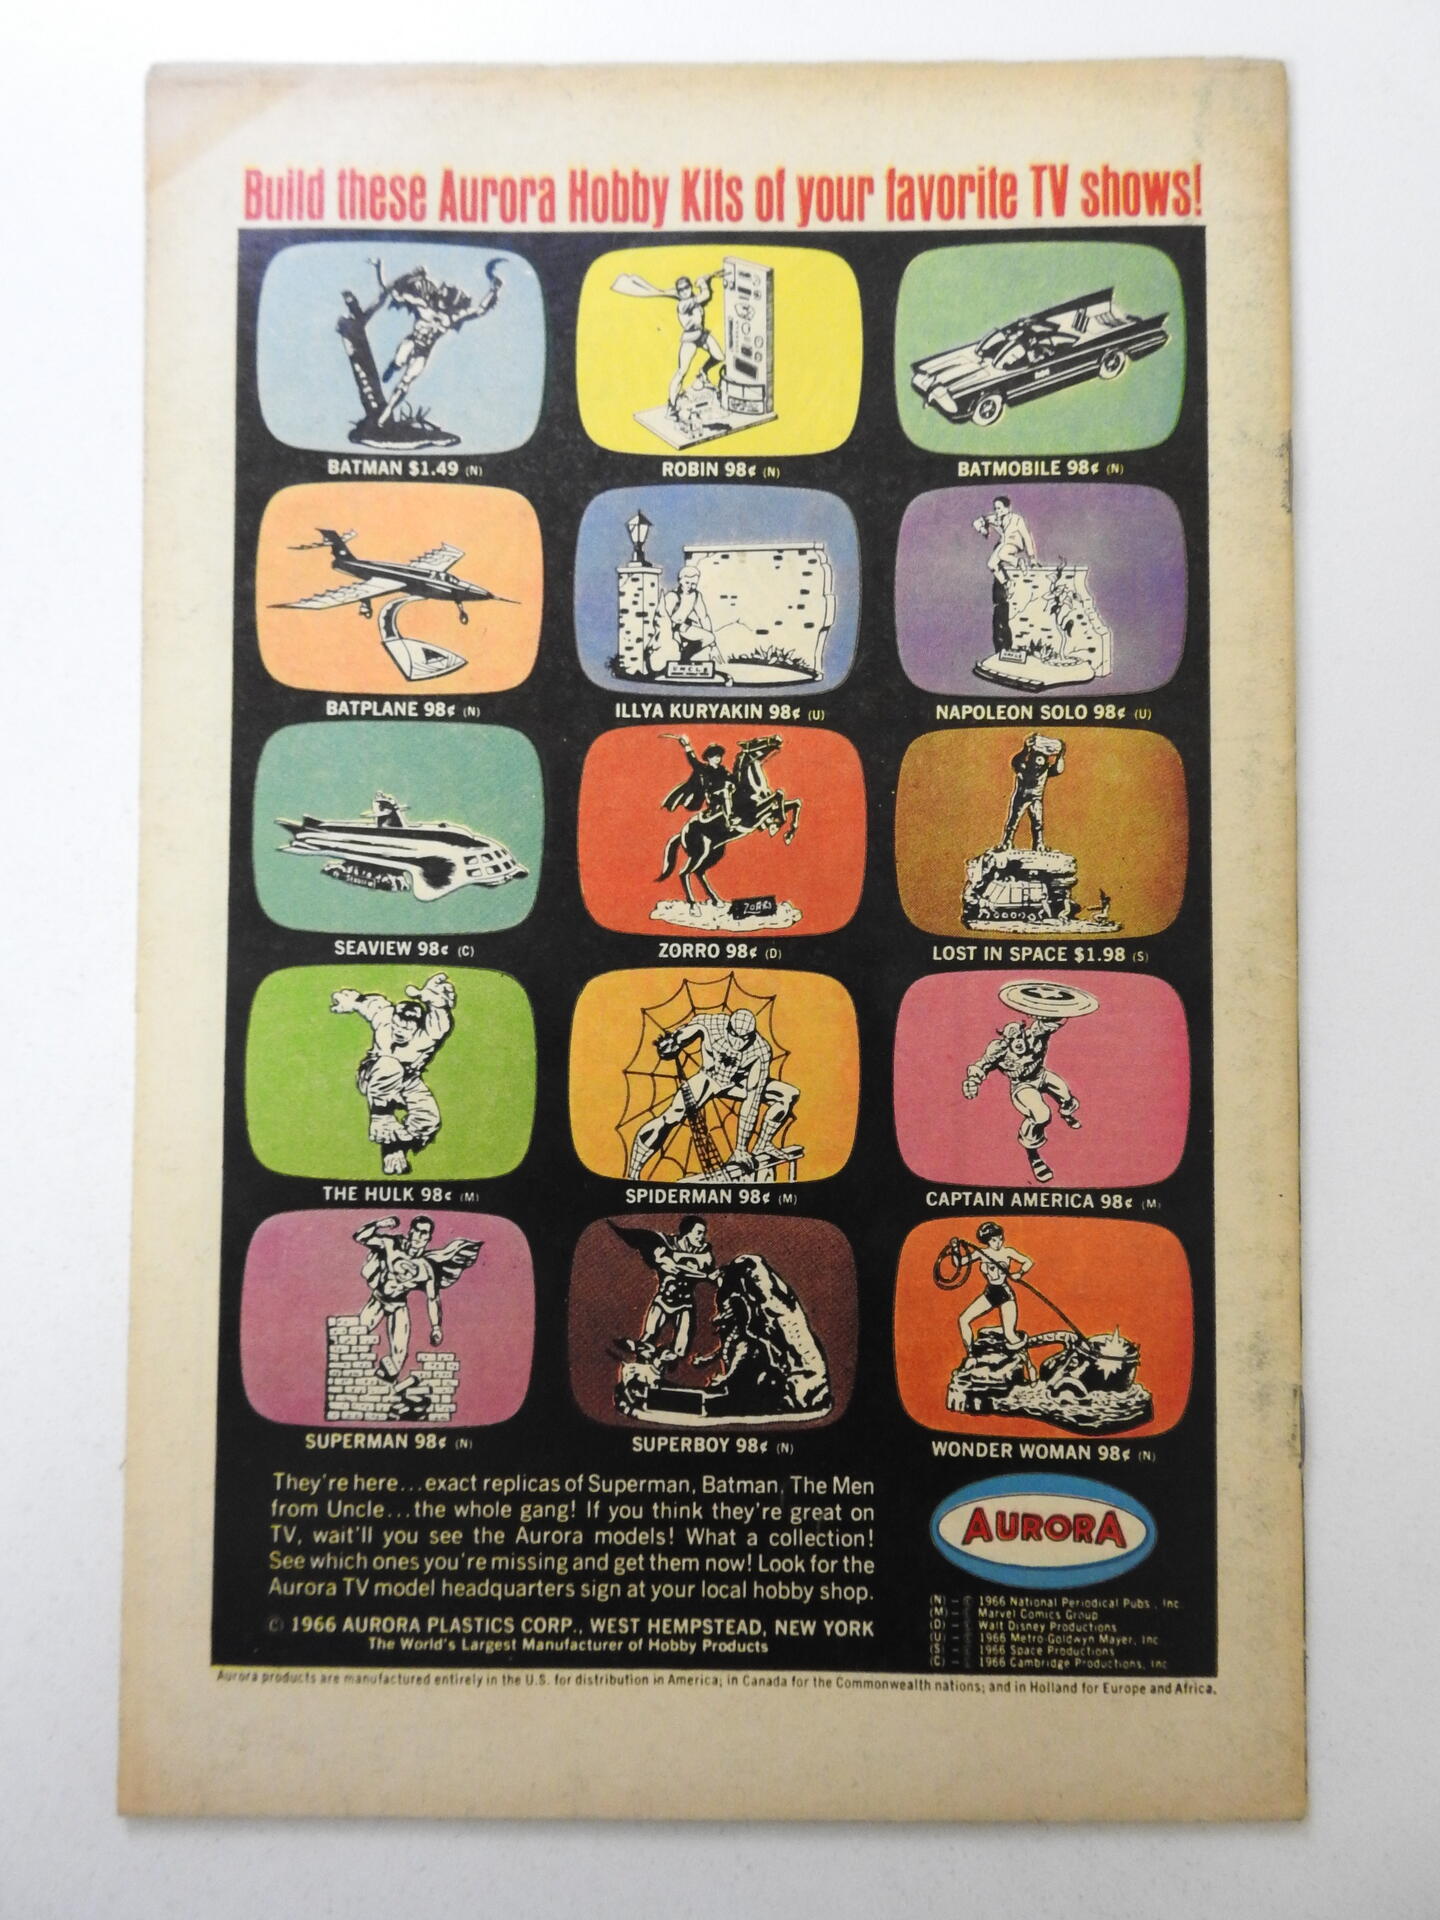 Build these Aurora Hobby Kits of your favorite TV shows!
BATMAN $1.49 (N)
ROBIN 98¢ (N)
BATMOBILE 98¢ (N)
BATPLANE 98¢ (N)
UNCLE
ILLYA KURYAKIN 98¢ (U)
UNCLE
NAPOLEON SOLO 98¢ (U)
SEAVIEW
SEAVIEW 98¢ (C)
ZORRO
ZORRO 98¢ (D)
LOST IN SPACE $1.98 (S)
THE HULK 98¢ (M)
SPIDERMAN 98¢ (M)
CAPTAIN AMERICA 98¢ (M)
SUPERMAN 98¢ (N)
SUPERBOY 98¢ (N)
WONDER WOMAN 98¢ (N)
They're here...exact replicas of Superman, Batman, The Men
from Uncle...the whole gang! If you think they're great on
TV, wait'll you see the Aurora models! What a collection!
See which ones you're missing and get them now! Look for the
Aurora TV model headquarters sign at your local hobby shop.
© 1966 AURORA PLASTICS CORP., WEST HEMPSTEAD, NEW YORK
The World's Largest Manufacturer of Hobby Products
AURORA
(N) – © 1966 National Periodical Pubs., Inc.
(M) – © Marvel Comics Group
(D) – © Walt Disney Productions
(U) – © 1966 Metro-Goldwyn Mayer, Inc.
(S) – © 1966 Space Productions
(C) – © 1966 Cambridge Productions, Inc.
Aurora products are manufactured entirely in the U.S. for distribution in America; in Canada for the Commonwealth nations; and in Holland for Europe and Africa.